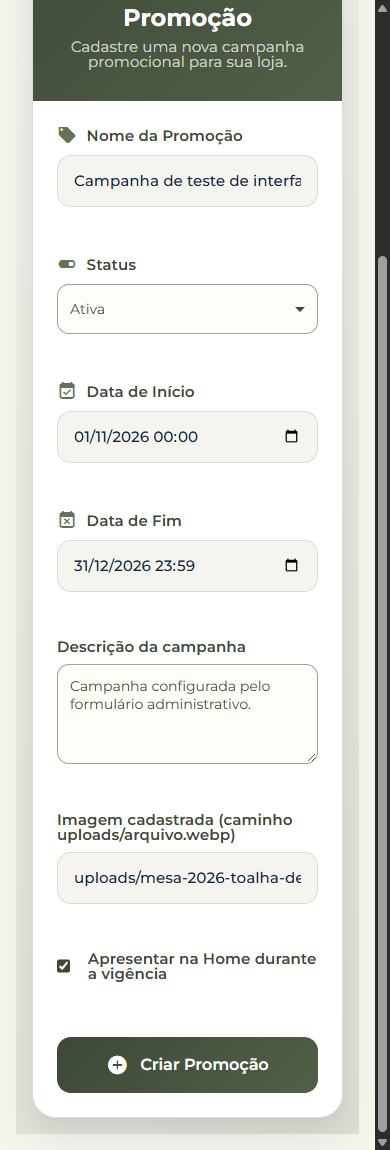 Promoção
Cadastre uma nova campanha
promocional para sua loja.
Nome da Promoção
Campanha de teste de interfa
Status
Ativa
Data de Início
01/11/2026 00:00
Data de Fim
31/12/2026 23:59
Descrição da campanha
Campanha configurada pelo
formulário administrativo.
Imagem cadastrada (caminho
uploads/arquivo.webp)
uploads/mesa-2026-toalha-de
Apresentar na Home durante
a vigência
Criar Promoção